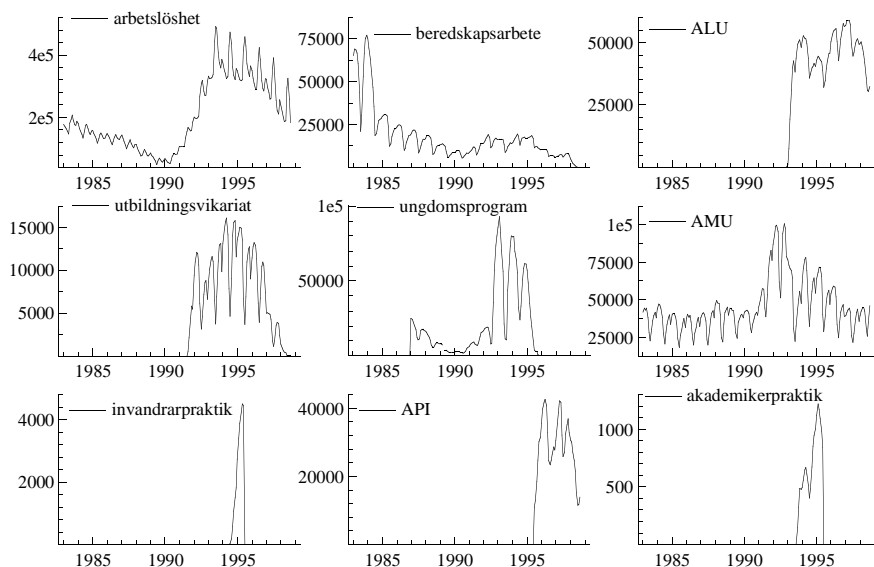 arbetslöshet
4e5
2e5
1985 1990 1995
beredskapsarbete
75000
50000
25000
1985 1990 1995
ALU
50000
25000
1985 1990 1995
utbildningsvikariat
15000
10000
5000
1985 1990 1995
ungdomsprogram
1e5
50000
1985 1990 1995
AMU
1e5
75000
50000
25000
1985 1990 1995
invandrarpraktik
4000
2000
1985 1990 1995
API
40000
20000
1985 1990 1995
akademikerpraktik
1000
500
1985 1990 1995